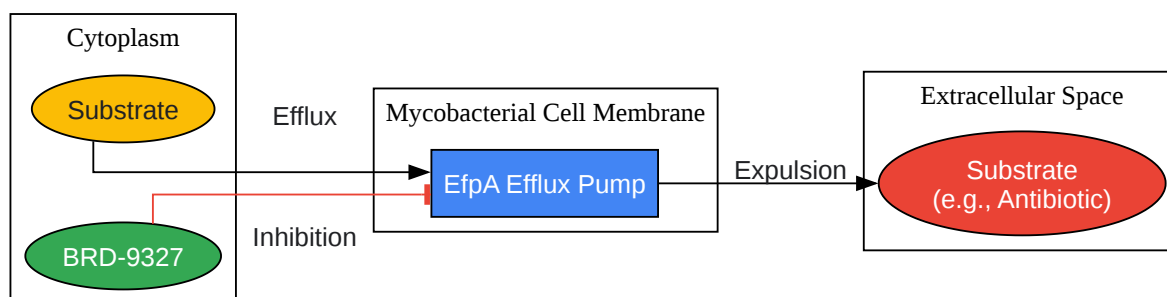 Cytoplasm
Substrate
BRD-9327
Efflux
Inhibition
Mycobacterial Cell Membrane
EfpA Efflux Pump
Expulsion
Extracellular Space
Substrate
(e.g., Antibiotic)